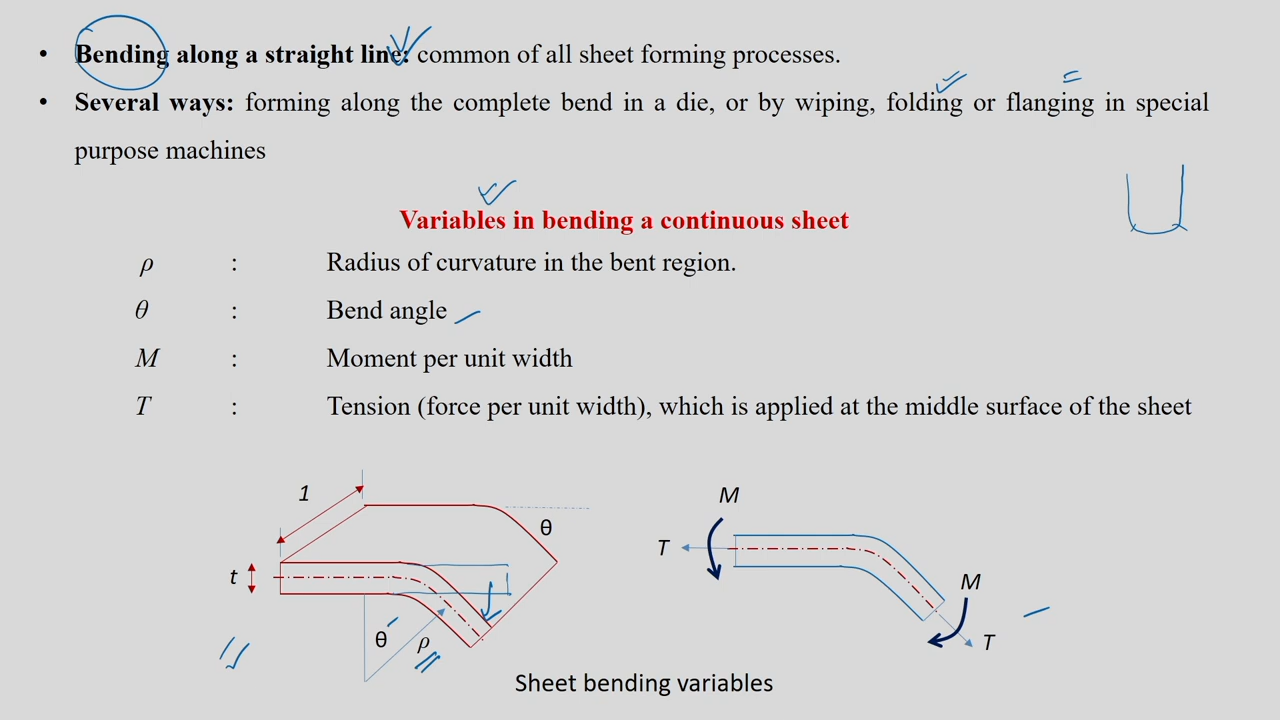 • Bending along a straight line: common of all sheet forming processes.
• Several ways: forming along the complete bend in a die, or by wiping, folding or flanging in special
purpose machines
Variables in bending a continuous sheet
ρ : Radius of curvature in the bent region.
θ : Bend angle
M : Moment per unit width
T : Tension (force per unit width), which is applied at the middle surface of the sheet
1
θ
t
θ
ρ
M
T
M
T
Sheet bending variables